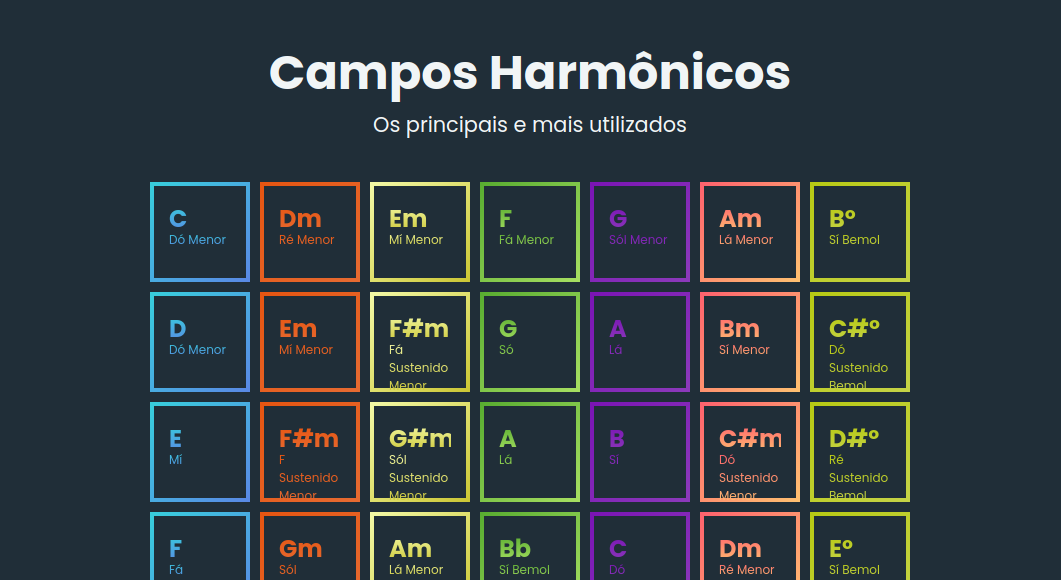 Campos Harmônicos
Os principais e mais utilizados
C
Dó Menor
Dm
Ré Menor
Em
Mí Menor
F
Fá Menor
G
Sól Menor
Am
Lá Menor
Bº
Sí Bemol
D
Dó Menor
Em
Mí Menor
F#m
Fá
Sustenido
Menor
G
Só
A
Lá
Bm
Sí Menor
C#º
Dó
Sustenido
Bemol
E
Mí
F#m
F
Sustenido
Menor
G#m
Sól
Sustenido
Menor
A
Lá
B
Sí
C#m
Dó
Sustenido
Menor
D#º
Ré
Sustenido
Bemol
F
Fá
Gm
Sól
Am
Lá Menor
Bb
Sí Bemol
C
Dó
Dm
Ré Menor
Eº
Sí Bemol